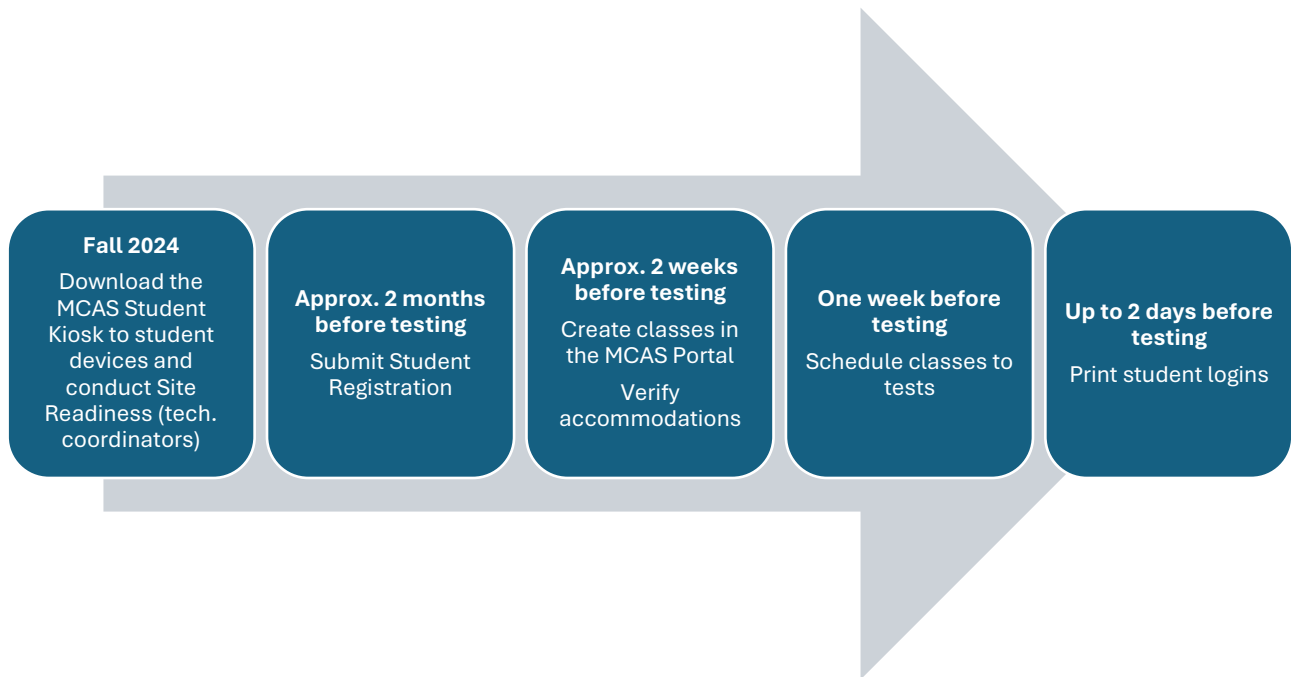 Fall 2024
Download the
MCAS Student
Kiosk to student
devices and
conduct Site
Readiness (tech.
coordinators)
Approx. 2 months
before testing
Submit Student
Registration
Approx. 2 weeks
before testing
Create classes in
the MCAS Portal
Verify
accommodations
One week before
testing
Schedule classes to
tests
Up to 2 days before
testing
Print student logins